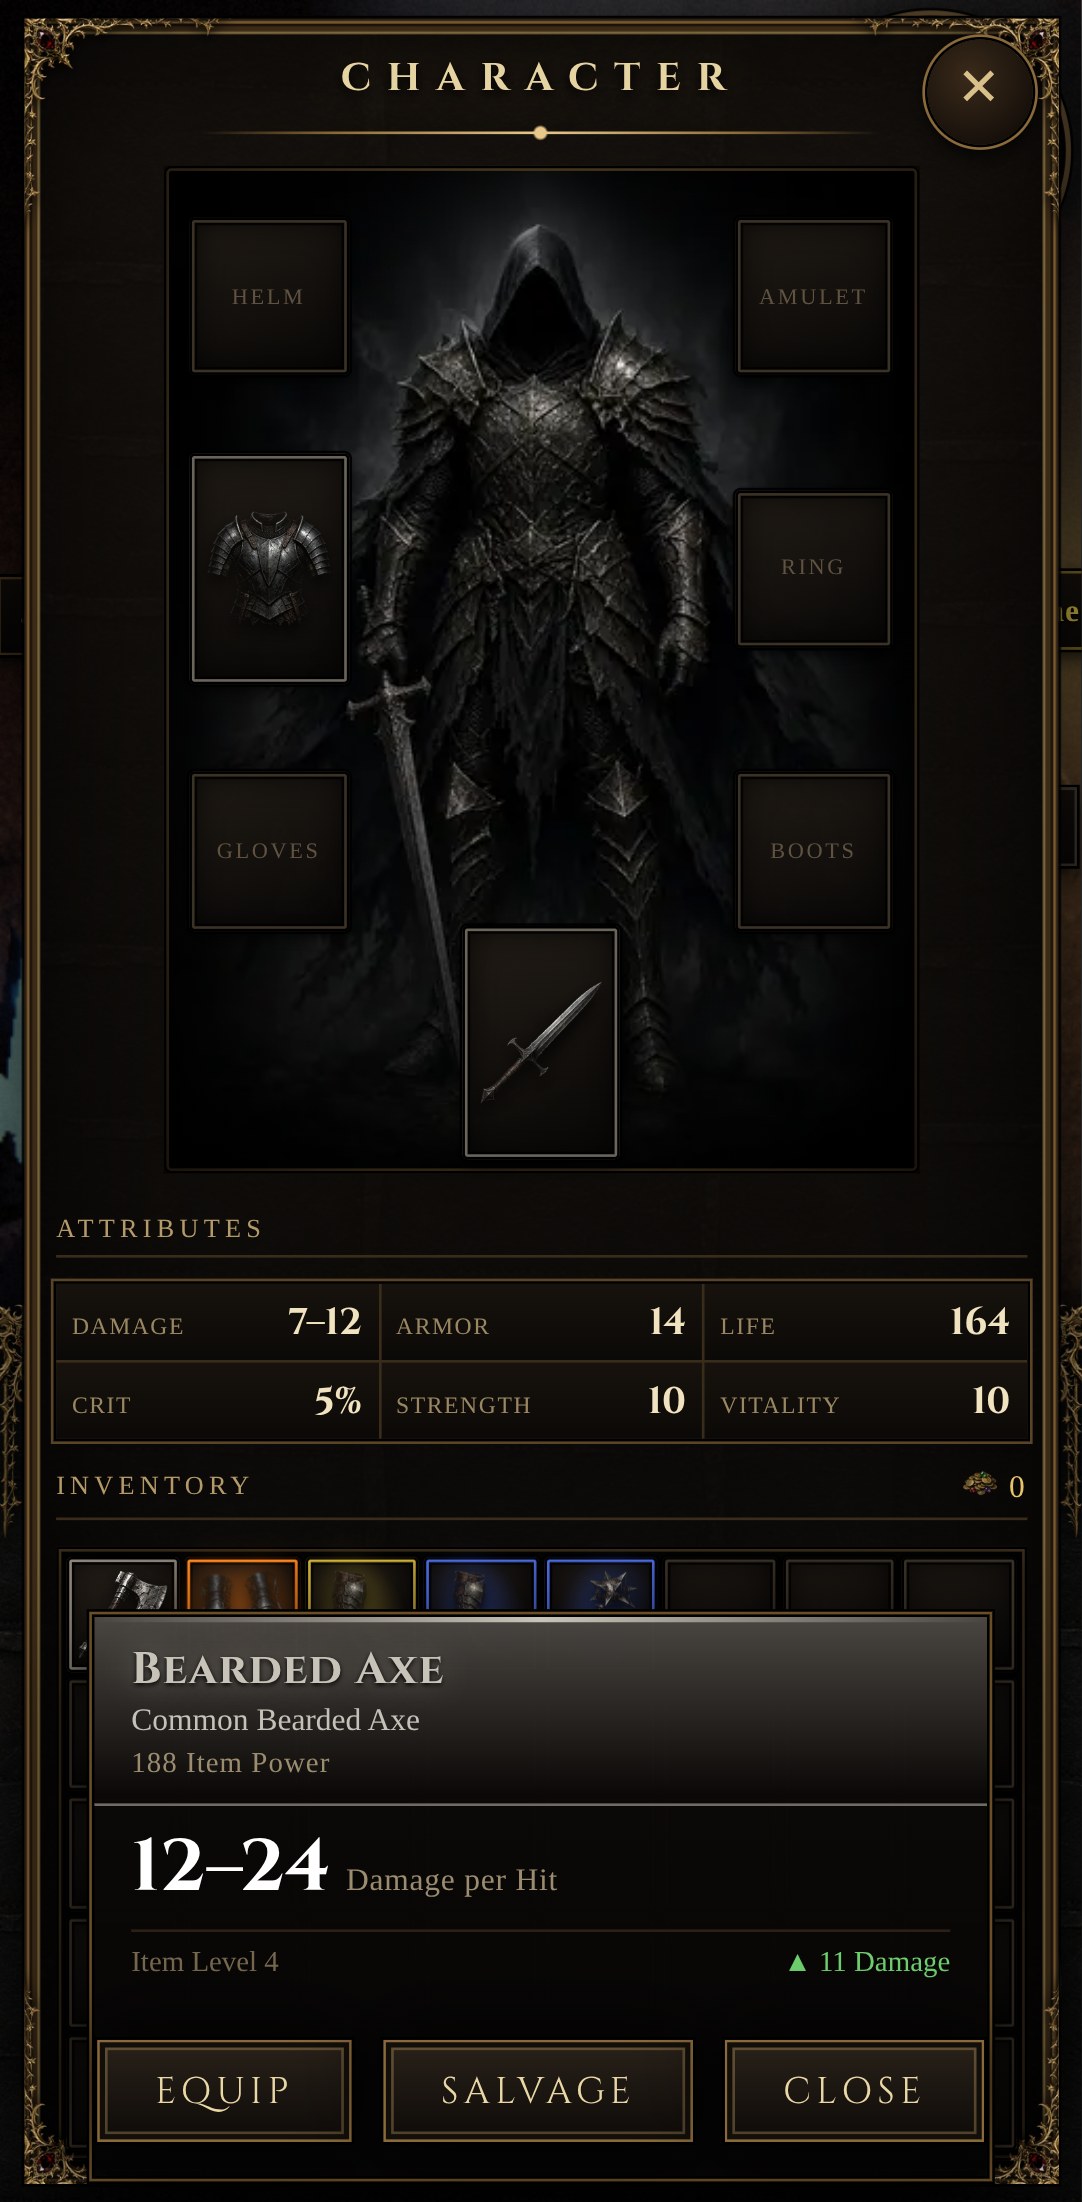 CHARACTER
HELM
AMULET
RING
GLOVES
BOOTS
ATTRIBUTES
DAMAGE 7–12 ARMOR 14 LIFE 164
CRIT 5% STRENGTH 10 VITALITY 10
INVENTORY 0
BEARDED AXE
Common Bearded Axe
188 Item Power
12–24 Damage per Hit
Item Level 4 ▲ 11 Damage
EQUIP SALVAGE CLOSE